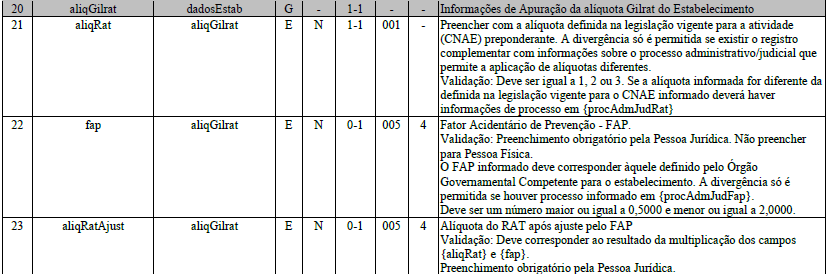 20 aliqGilrat dadosEstab G - 1-1 - - Informações de Apuração da alíquota Gilrat do Estabelecimento
21 aliqRat aliqGilrat E N 1-1 001 - Preencher com a alíquota definida na legislação vigente para a atividade
(CNAE) preponderante. A divergência só é permitida se existir o registro
complementar com informações sobre o processo administrativo/judicial que
permite a aplicação de alíquotas diferentes.
Validação: Deve ser igual a 1, 2 ou 3. Se a alíquota informada for diferente da
definida na legislação vigente para o CNAE informado deverá haver
informações de processo em {procAdmJudRat}
22 fap aliqGilrat E N 0-1 005 4 Fator Acidentário de Prevenção - FAP.
Validação: Preenchimento obrigatório pela Pessoa Jurídica. Não preencher
para Pessoa Física.
O FAP informado deve corresponder àquele definido pelo Órgão
Governamental Competente para o estabelecimento. A divergência só é
permitida se houver processo informado em {procAdmJudFap}.
Deve ser um número maior ou igual a 0,5000 e menor ou igual a 2,0000.
23 aliqRatAjust aliqGilrat E N 0-1 005 4 Alíquota do RAT após ajuste pelo FAP
Validação: Deve corresponder ao resultado da multiplicação dos campos
{aliqRat} e {fap}.
Preenchimento obrigatório pela Pessoa Jurídica.